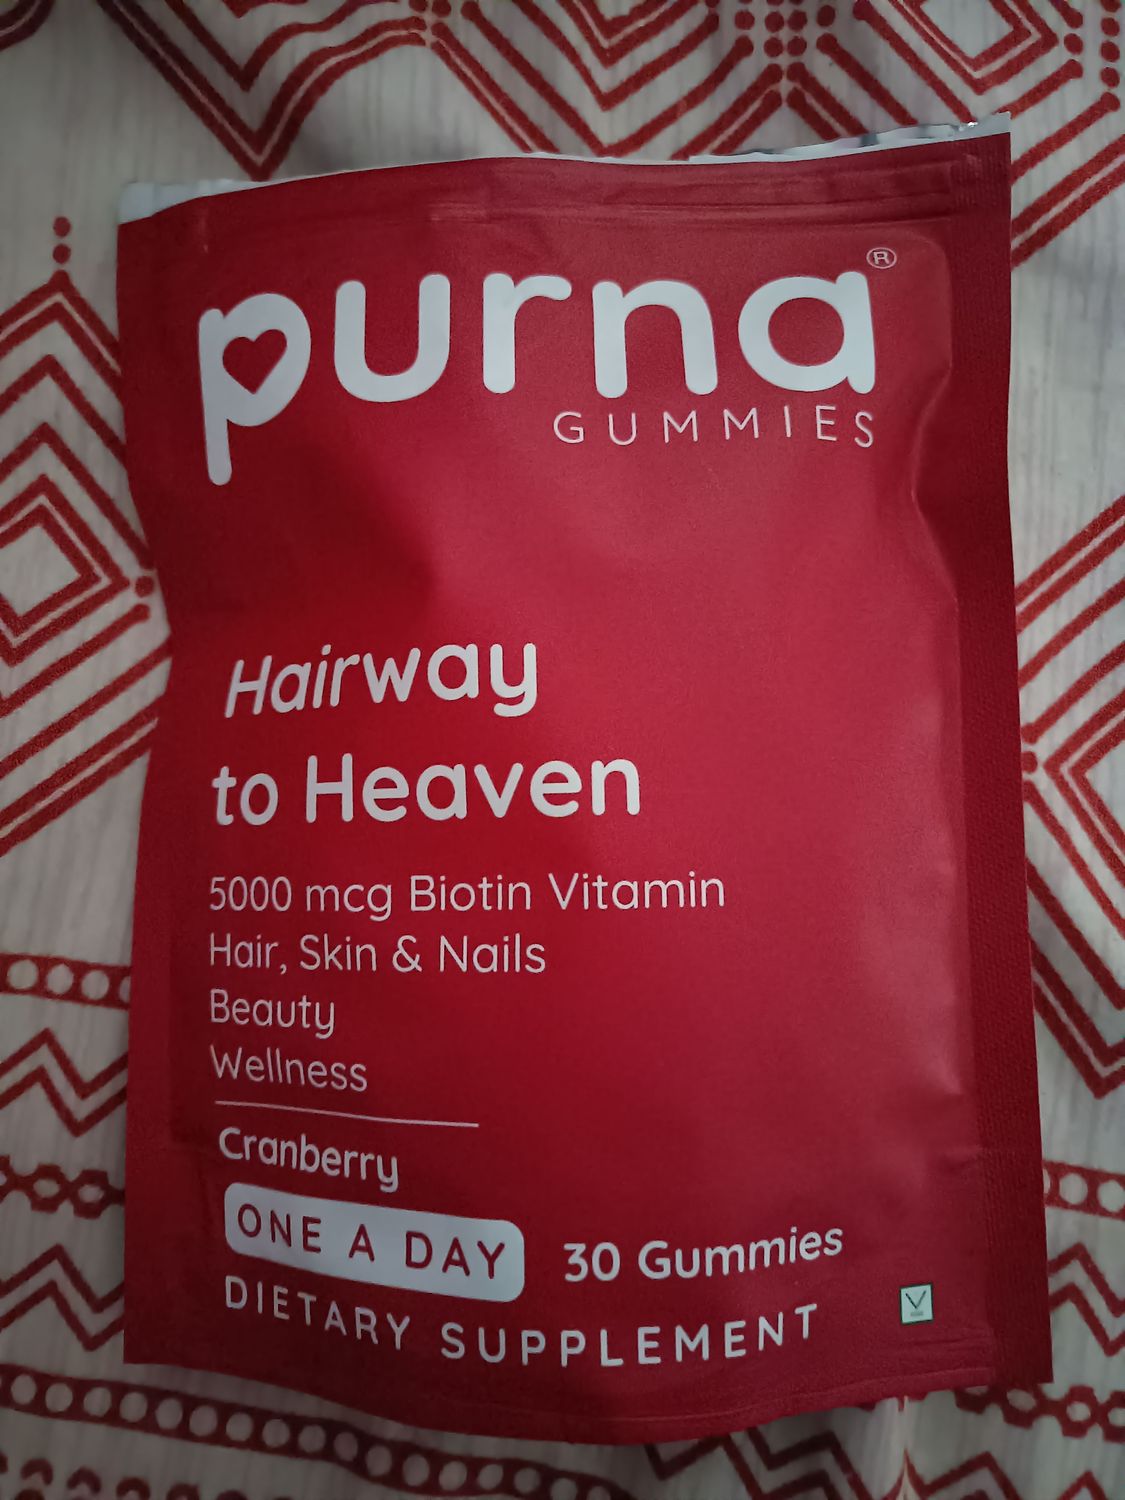 purna®
GUMMIES
Hairway
to Heaven
5000 mcg Biotin Vitamin
Hair, Skin & Nails
Beauty
Wellness
Cranberry
ONE A DAY
30 Gummies
DIETARY SUPPLEMENT